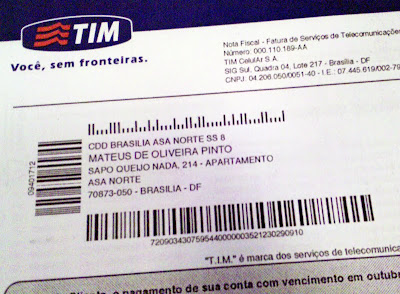 TIM
Você, sem fronteiras.
Nota Fiscal - Fatura de Serviços de Telecomunicações
Número: 000.110.189-AA
TIM Celular S.A.
SIG Sul, Quadra 04, Lote 217 - Brasília - DF
CNPJ: 04.206.050/0051-40 - I.E.: 07.445.619/002-79
CDD BRASILIA ASA NORTE SS 8
MATEUS DE OLIVEIRA PINTO
SAPO QUEIJO NADA, 214 - APARTAMENTO
ASA NORTE
70873-050 - BRASILIA - DF
09401712
7209034307595440000003521230290910
"T.I.M." é marca dos serviços de telecomunica
o pagamento de sua conta com vencimento em outubr